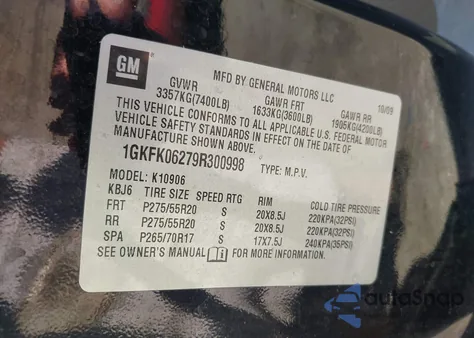 GM
MFD BY GENERAL MOTORS LLC
10/09
GVWR GAWR FRT GAWR RR
3357KG(7400LB) 1633KG(3600LB) 1905KG(4200LB)
THIS VEHICLE CONFORMS TO ALL APPLICABLE U.S. FEDERAL MOTOR
VEHICLE SAFETY STANDARDS IN EFFECT ON THE DATE OF
MANUFACTURE SHOWN ABOVE.
1GKFK06279R300998 TYPE: M.P.V.
MODEL: K10906
KBJ6 TIRE SIZE SPEED RTG RIM COLD TIRE PRESSURE
FRT P275/55R20 S 20X8.5J 220KPA(32PSI)
RR P275/55R20 S 20X8.5J 220KPA(32PSI)
SPA P265/70R17 S 17X7.5J 240KPA(35PSI)
SEE OWNER'S MANUAL FOR MORE INFORMATION.
autoSnap